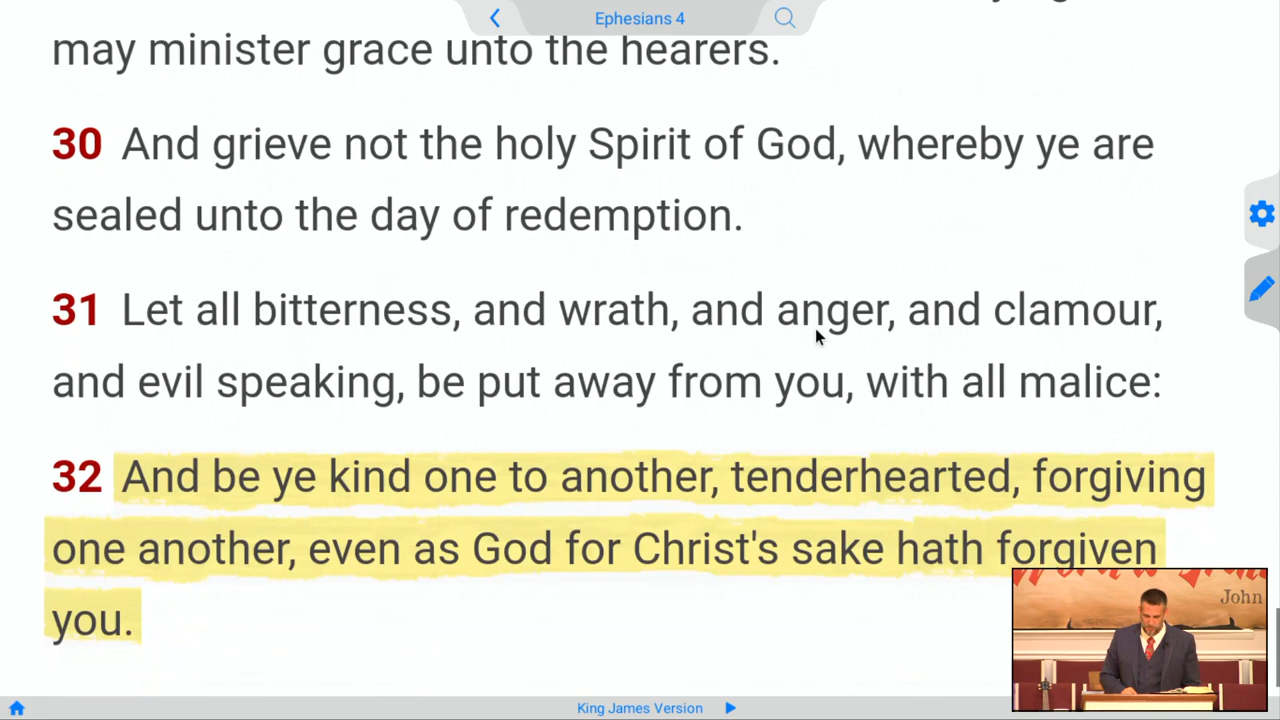 Ephesians 4
may minister grace unto the hearers.
30 And grieve not the holy Spirit of God, whereby ye are
sealed unto the day of redemption.
31 Let all bitterness, and wrath, and anger, and clamour,
and evil speaking, be put away from you, with all malice:
32 And be ye kind one to another, tenderhearted, forgiving
one another, even as God for Christ's sake hath forgiven
you.
John
King James Version